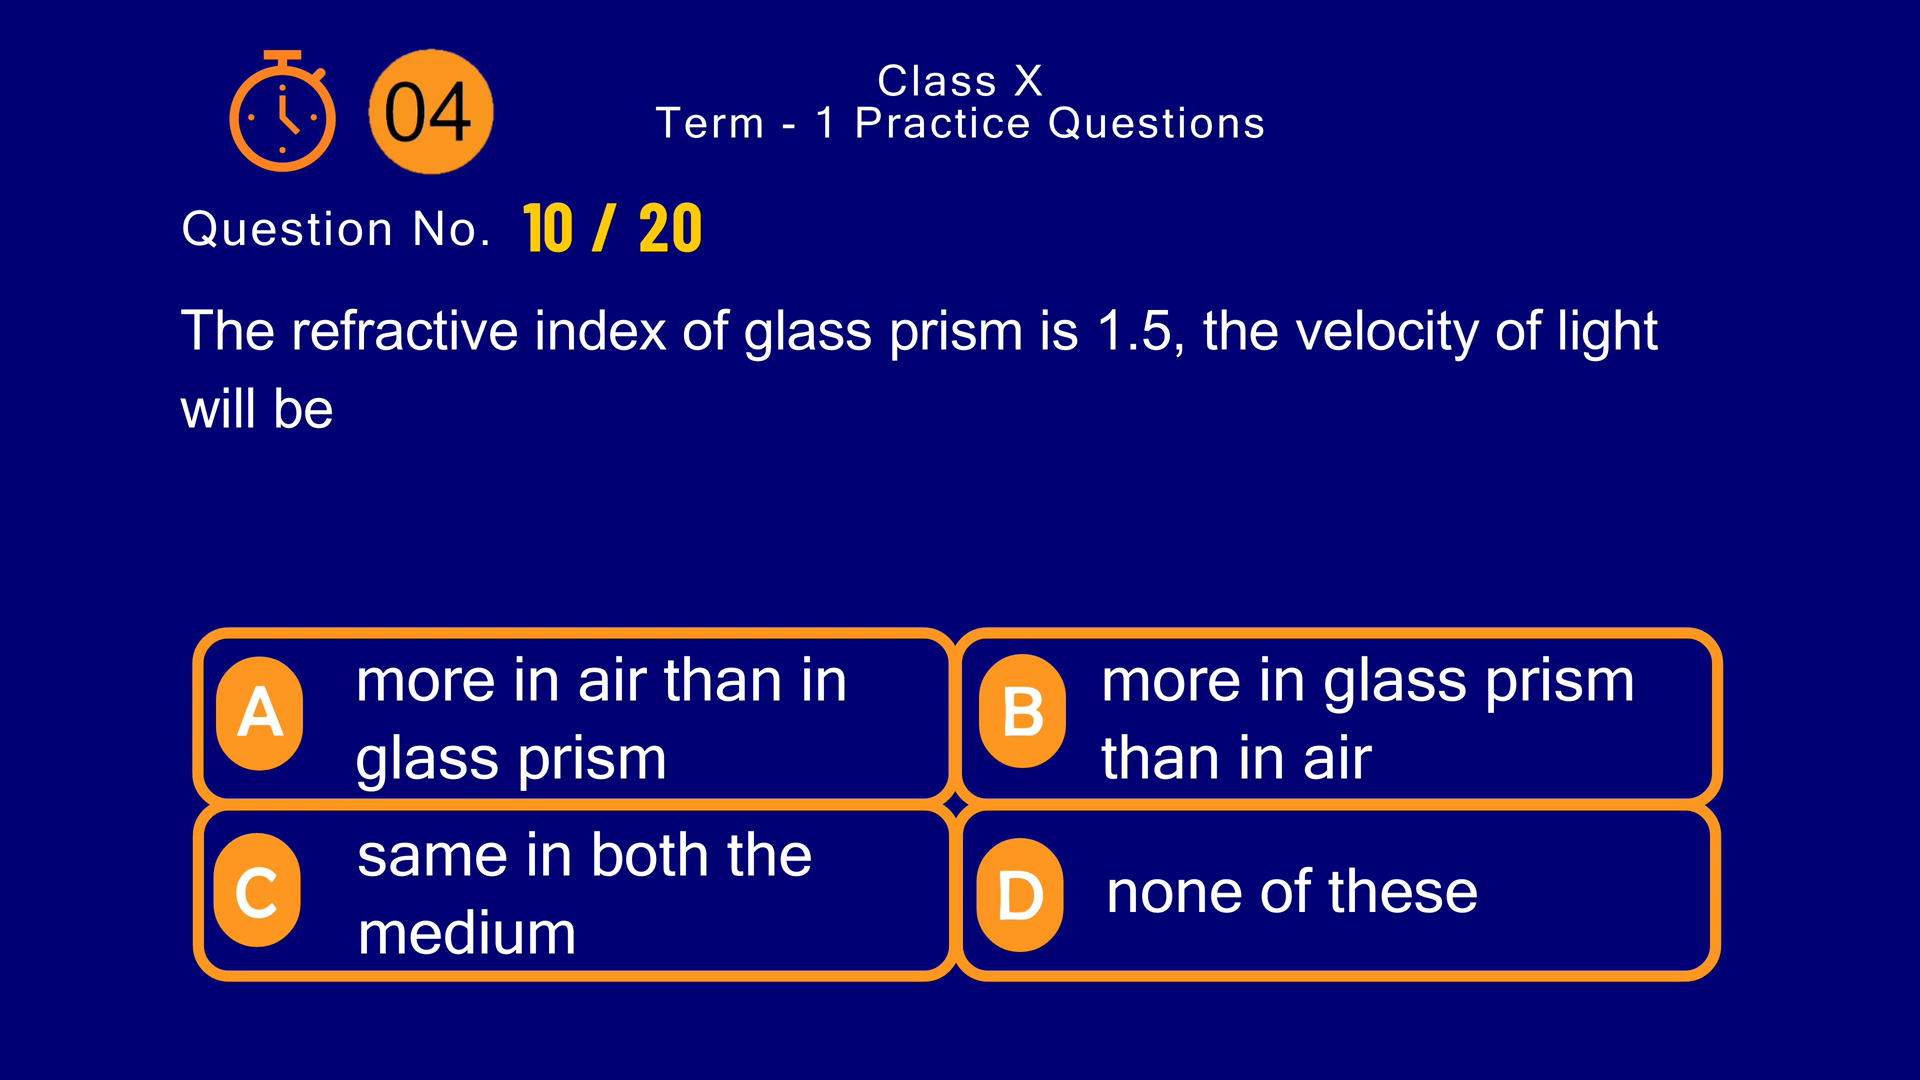 04
Class X
Term - 1 Practice Questions
Question No. 10 / 20
The refractive index of glass prism is 1.5, the velocity of light
will be
A
more in air than in
glass prism
B
more in glass prism
than in air
C
same in both the
medium
D
none of these